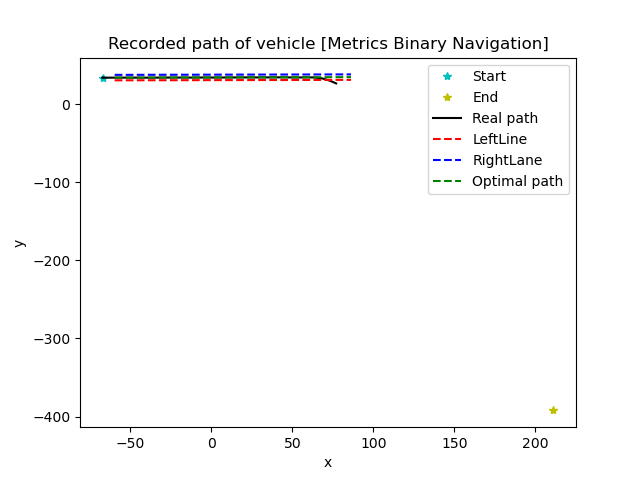 Recorded path of vehicle [Metrics Binary Navigation]
Start
End
Real path
LeftLine
RightLane
Optimal path
y
0
−100
−200
−300
−400
−50
0
50
100
150
200
x